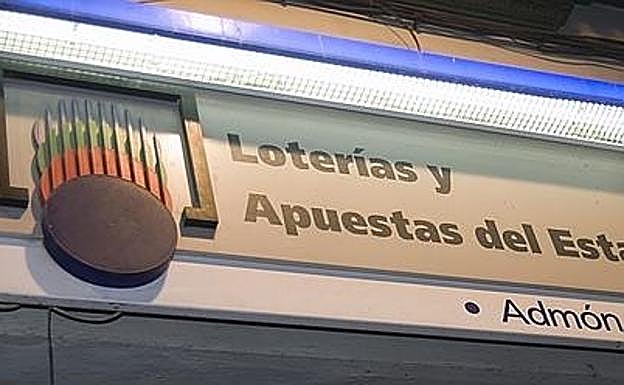 Loterías y
Apuestas del Esta
• Admón